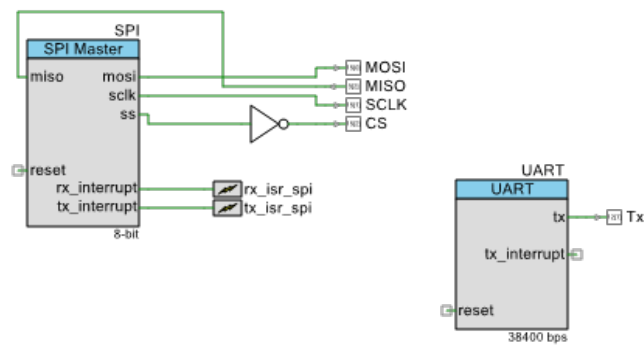 SPI
SPI Master
miso
mosi
sclk
ss
reset
rx_interrupt
tx_interrupt
8-bit
MOSI
MISO
SCLK
CS
rx_isr_spi
tx_isr_spi
UART
UART
tx
Tx
tx_interrupt
reset
38400 bps